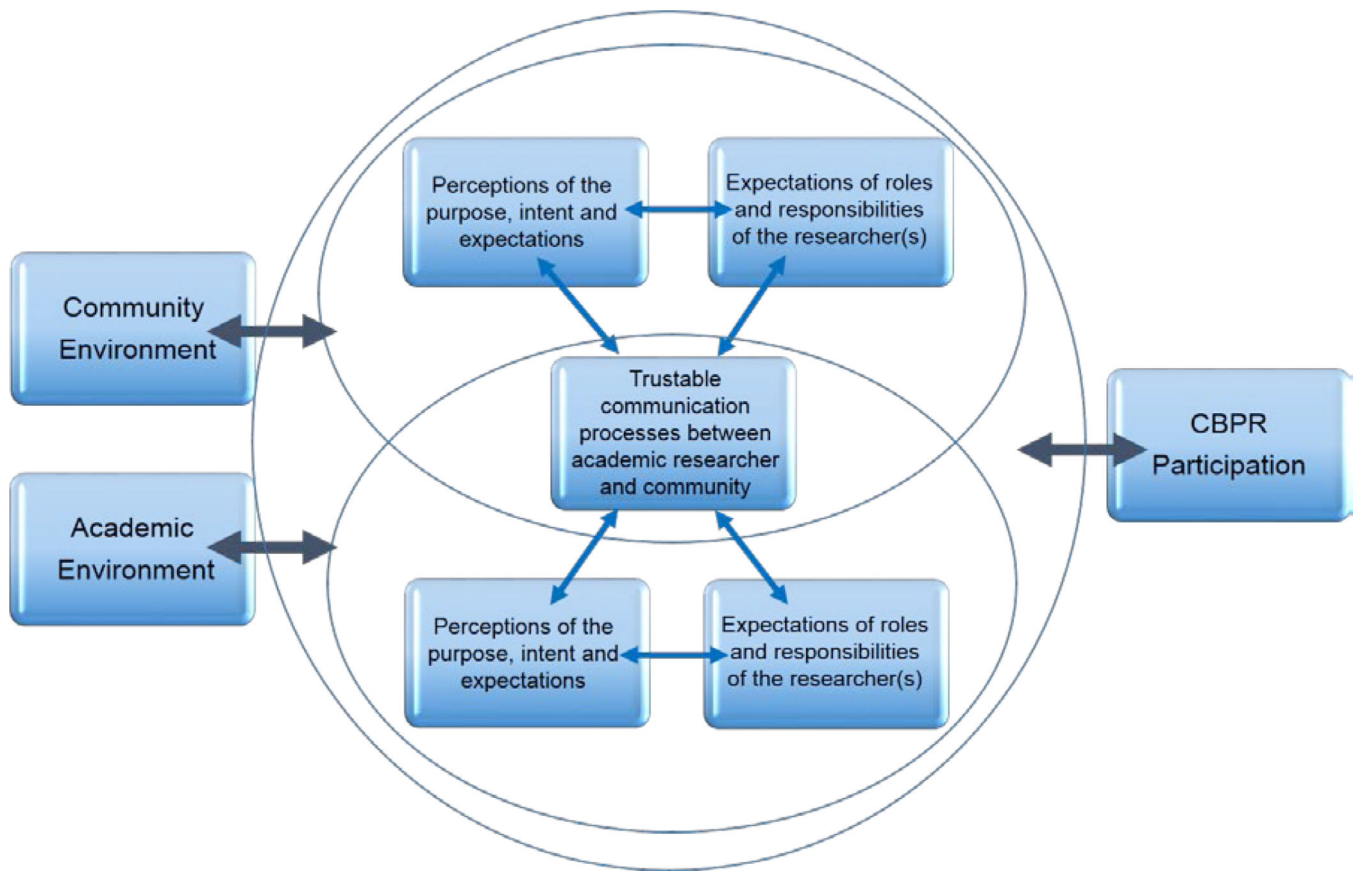 Perceptions of the
purpose, intent and
expectations
Expectations of roles
and responsibilities
of the researcher(s)
Community
Environment
Trustable
communication
processes between
academic researcher
and community
CBPR
Participation
Academic
Environment
Perceptions of the
purpose, intent and
expectations
Expectations of roles
and responsibilities
of the researcher(s)